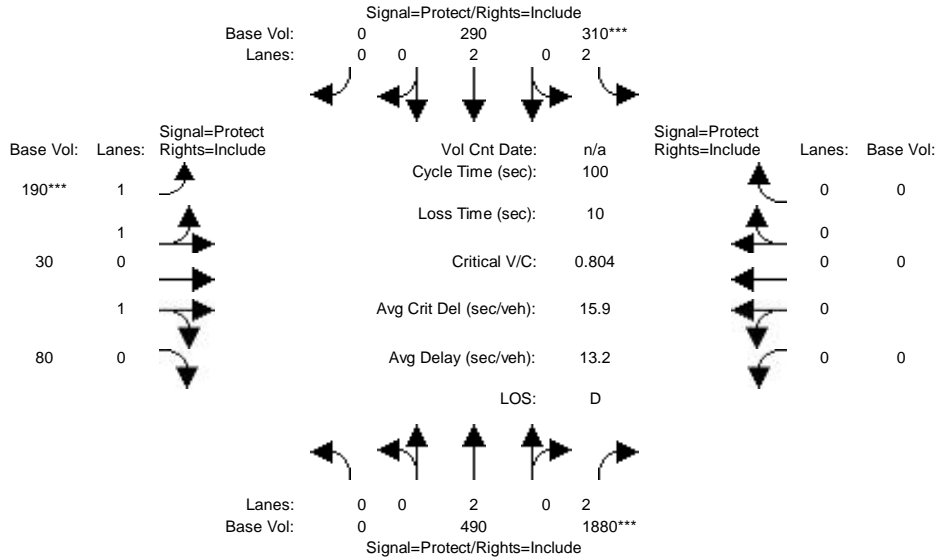 Signal=Protect/Rights=Include
Base Vol: 0 290 310***
Lanes: 0 0 2 0 2
Signal=Protect
Base Vol: Lanes: Rights=Include
Vol Cnt Date: n/a
Signal=Protect
Rights=Include Lanes: Base Vol:
Cycle Time (sec): 100
190*** 1
0 0
Loss Time (sec): 10
1
0
30 0
Critical V/C: 0.804
0 0
1
Avg Crit Del (sec/veh): 15.9
0
80 0
Avg Delay (sec/veh): 13.2
0 0
LOS: D
Lanes: 0 0 2 0 2
Base Vol: 0 490 1880***
Signal=Protect/Rights=Include